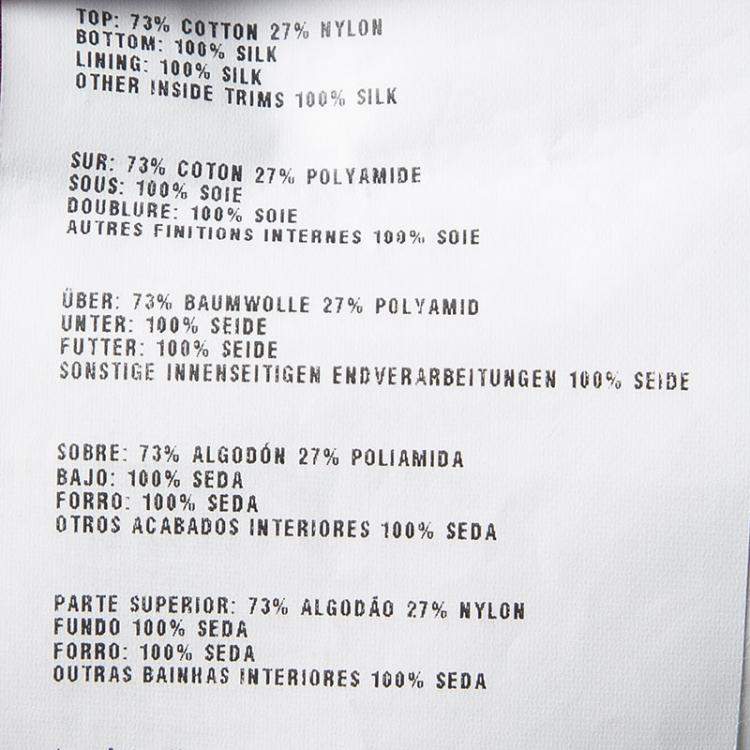 TOP: 73% COTTON 27% NYLON
BOTTOM: 100% SILK
LINING: 100% SILK
OTHER INSIDE TRIMS 100% SILK
SUR: 73% COTON 27% POLYAMIDE
SOUS: 100% SOIE
DOUBLURE: 100% SOIE
AUTRES FINITIONS INTERNES 100% SOIE
ÜBER: 73% BAUMWOLLE 27% POLYAMID
UNTER: 100% SEIDE
FUTTER: 100% SEIDE
SONSTIGE INNENSEITIGEN ENDVERARBEITUNGEN 100% SEIDE
SOBRE: 73% ALGODÓN 27% POLIAMIDA
BAJO: 100% SEDA
FORRO: 100% SEDA
OTROS ACABADOS INTERIORES 100% SEDA
PARTE SUPERIOR: 73% ALGODÃO 27% NYLON
FUNDO 100% SEDA
FORRO: 100% SEDA
OUTRAS BAINHAS INTERIORES 100% SEDA